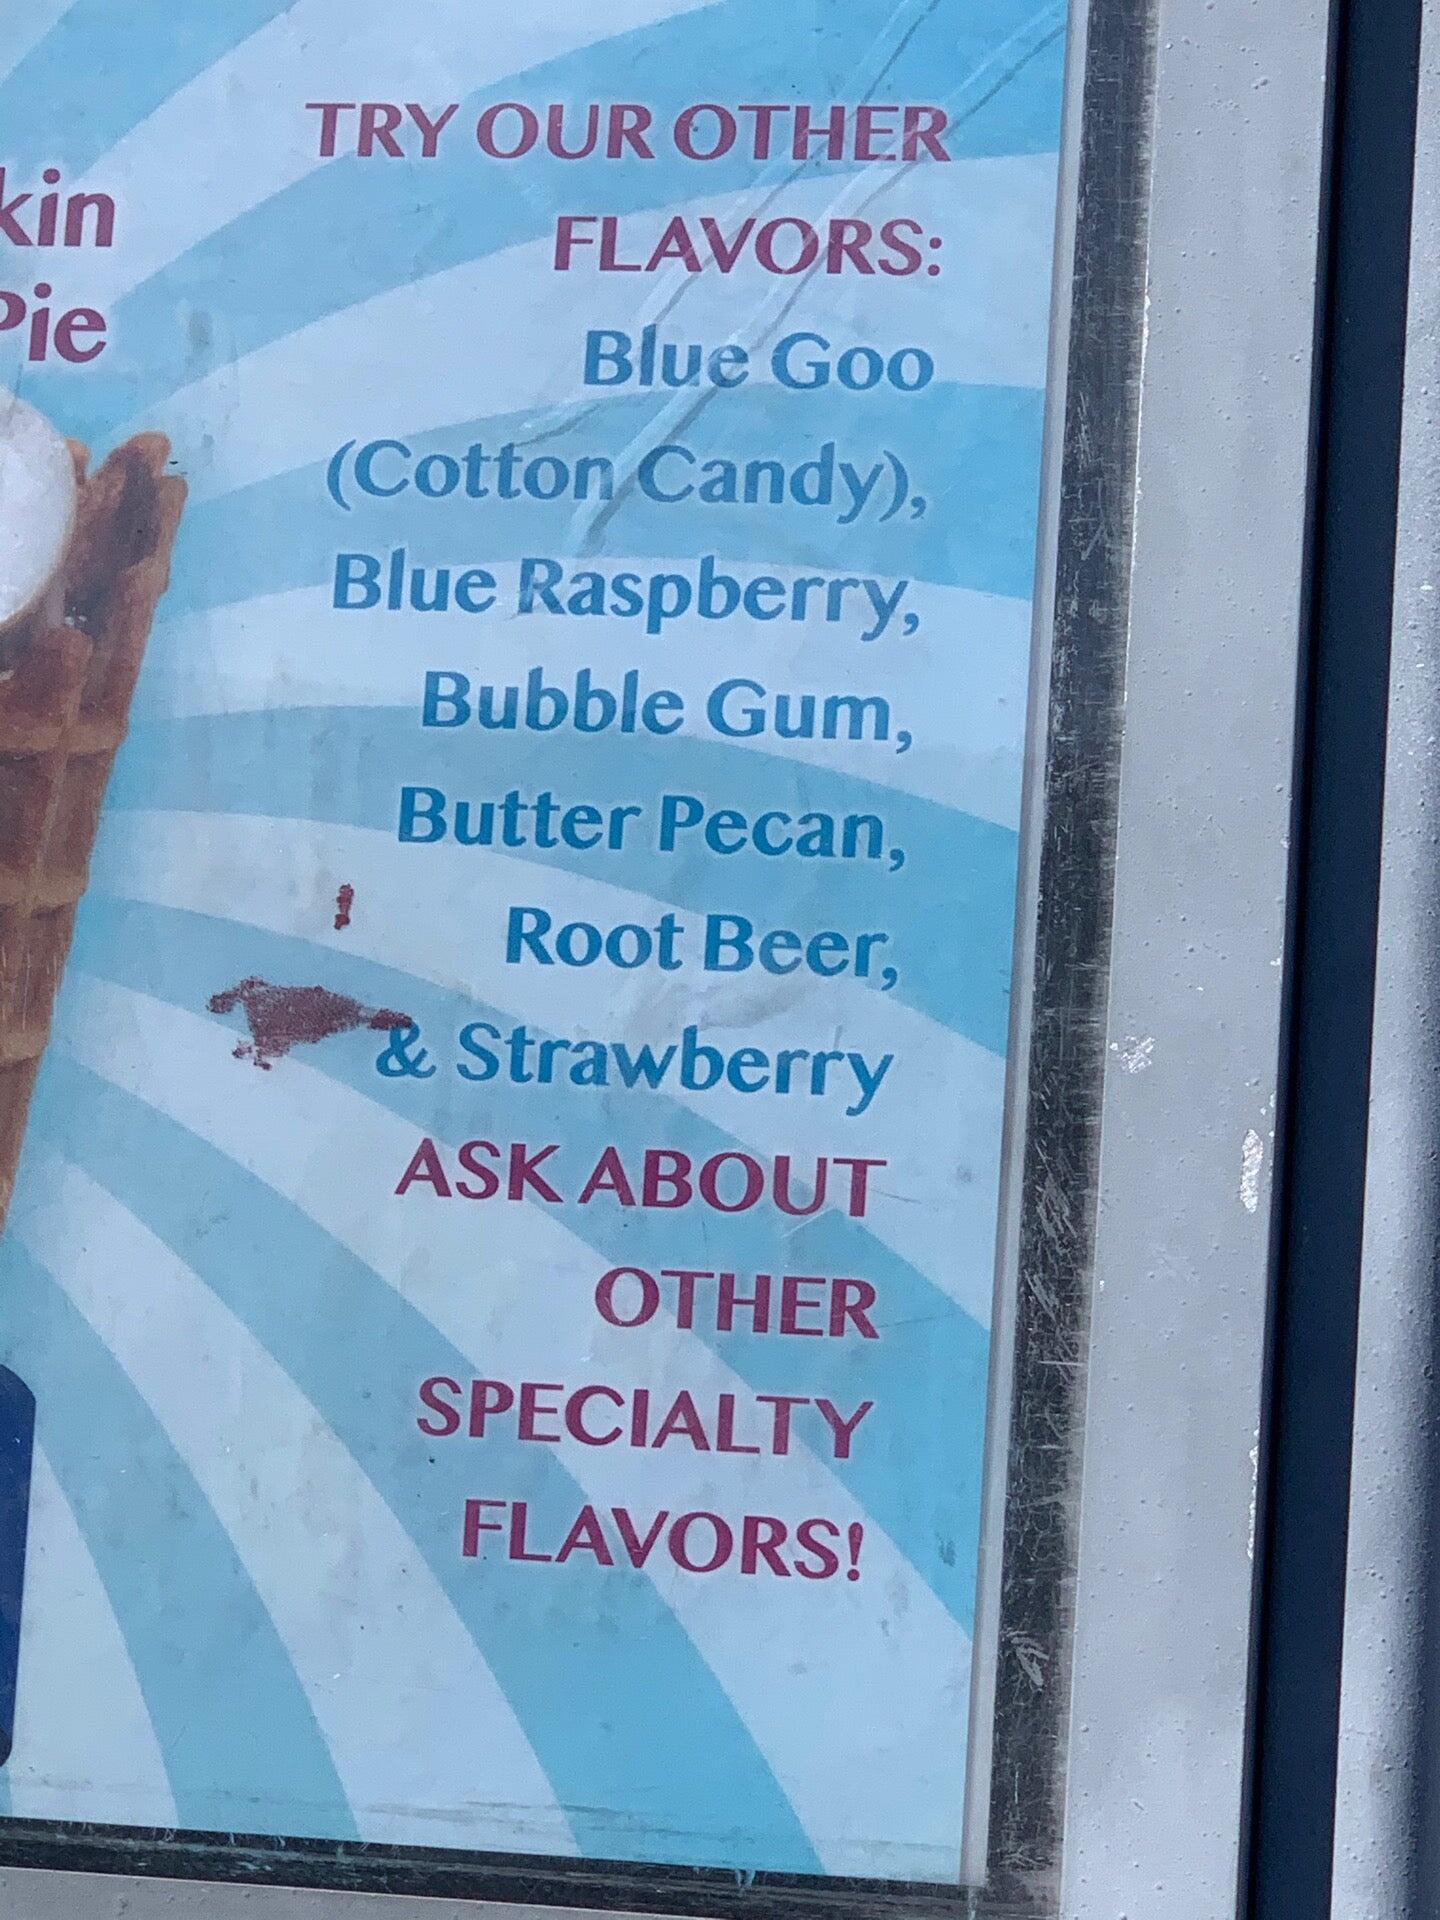 Pie
TRY OUR OTHER
FLAVORS:
Blue Goo
(Cotton Candy),
Blue Raspberry,
Bubble Gum,
Butter Pecan,
Root Beer,
& Strawberry
ASK ABOUT
OTHER
SPECIALTY
FLAVORS!